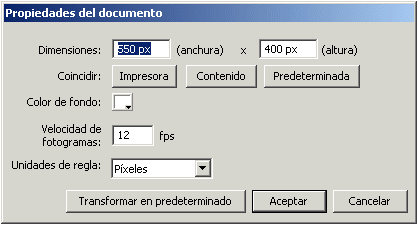 Propiedades del documento
Dimensiones: 550 px (anchura) x 400 px (altura)
Coincidir: Impresora Contenido Predeterminada
Color de fondo:
Velocidad de
fotogramas: 12 fps
Unidades de regla: Píxeles
Transformar en predeterminado Aceptar Cancelar